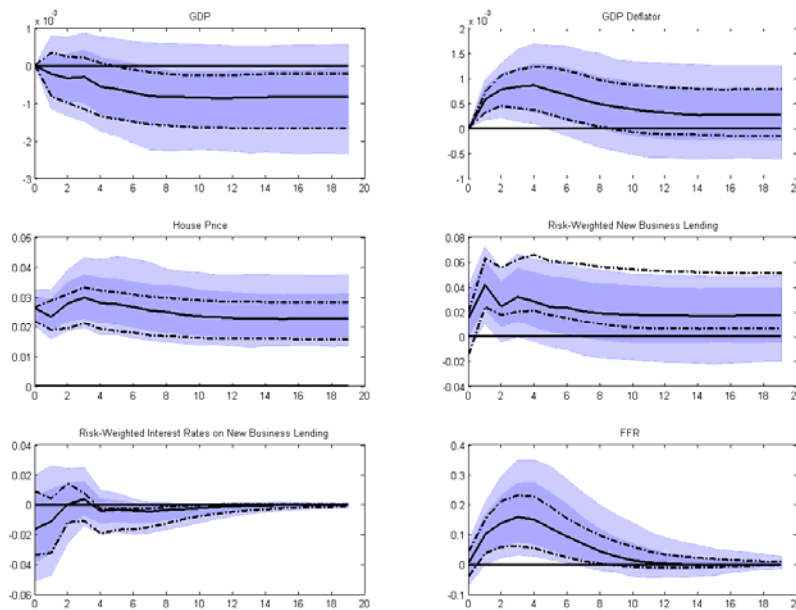 GDP
x 10^-3
1
0
-1
-2
-3
0 2 4 6 8 10 12 14 16 18 20
GDP Deflator
x 10^-3
2
1.5
1
0.5
0
-0.5
-1
0 2 4 6 8 10 12 14 16 18
House Price
0.05
0.04
0.03
0.02
0.01
0
0 2 4 6 8 10 12 14 16 18 20
Risk-Weighted New Business Lending
0.08
0.06
0.04
0.02
0
-0.02
-0.04
0 2 4 6 8 10 12 14 16 18
Risk-Weighted Interest Rates on New Business Lending
0.04
0.02
0
-0.02
-0.04
-0.06
0 2 4 6 8 10 12 14 16 18 20
FFR
0.4
0.3
0.2
0.1
0
-0.1
0 2 4 6 8 10 12 14 16 18